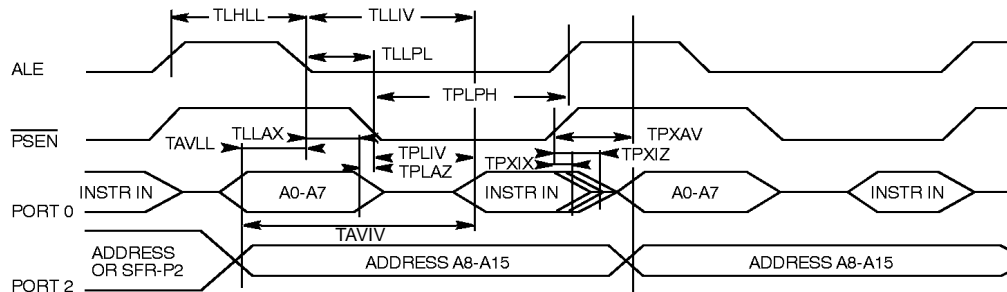 TLHLL TLLIV
TLLPL
ALE
TPLPH
PSEN
TLLAX TPXAV
TAVLL
TPLIV TPXIZ
TPLAZ TPXIX
INSTR IN A0-A7 INSTR IN A0-A7 INSTR IN
PORT 0
TAVIV
ADDRESS
OR SFR-P2 ADDRESS A8-A15 ADDRESS A8-A15
PORT 2